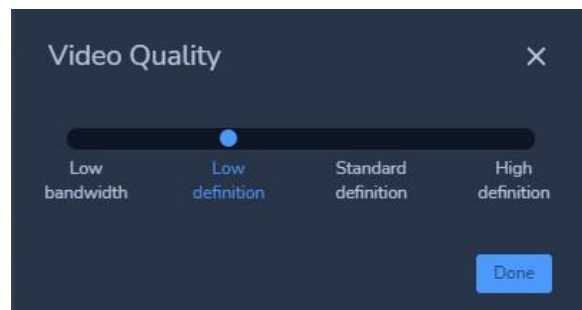 Video Quality
Low bandwidth
Low definition
Standard definition
High definition
Done